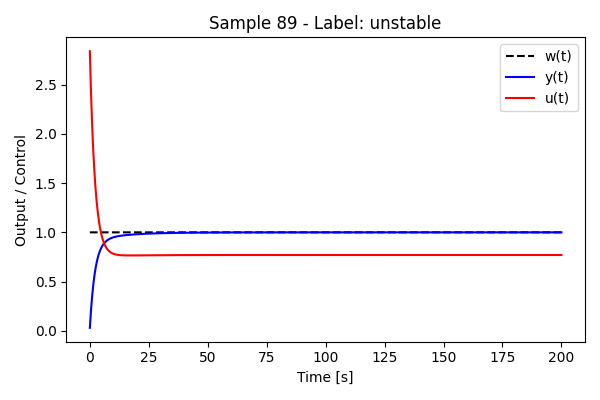 Sample 89 - Label: unstable
w(t)
y(t)
u(t)
Output / Control
2.5
2.0
1.5
1.0
0.5
0.0
0 25 50 75 100 125 150 175 200
Time [s]